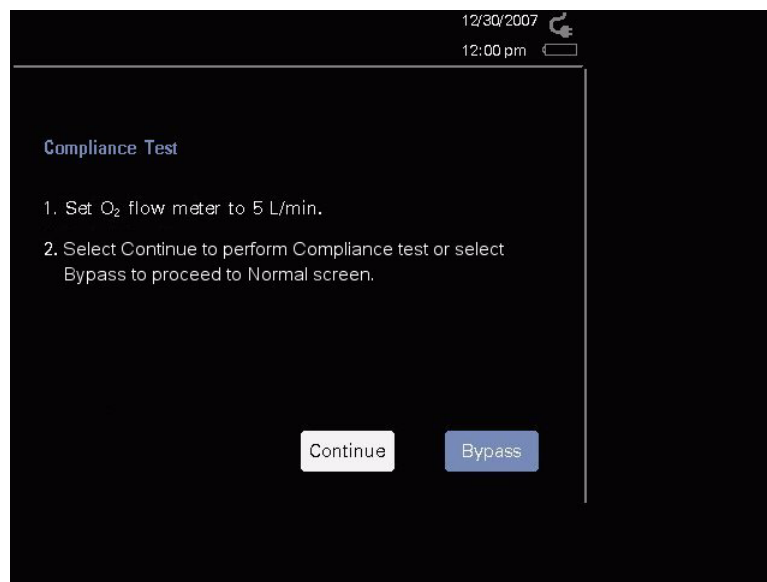 12/30/2007
12:00 pm
Compliance Test
1. Set O₂ flow meter to 5 L/min.
2. Select Continue to perform Compliance test or select
Bypass to proceed to Normal screen.
Continue
Bypass